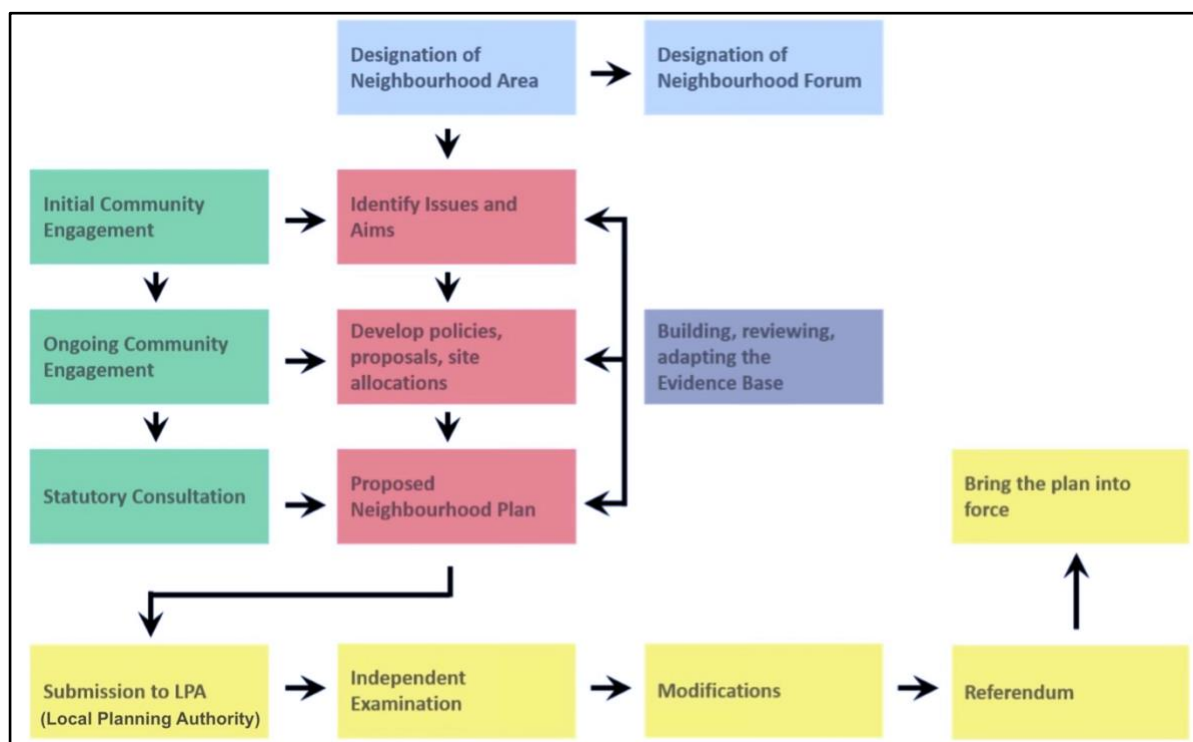 Designation of
Neighbourhood Area
Designation of
Neighbourhood Forum
Initial Community
Engagement
Identify Issues and
Aims
Ongoing Community
Engagement
Develop policies,
proposals, site
allocations
Building, reviewing,
adapting the
Evidence Base
Statutory Consultation
Proposed
Neighbourhood Plan
Bring the plan into
force
Submission to LPA
(Local Planning Authority)
Independent
Examination
Modifications
Referendum